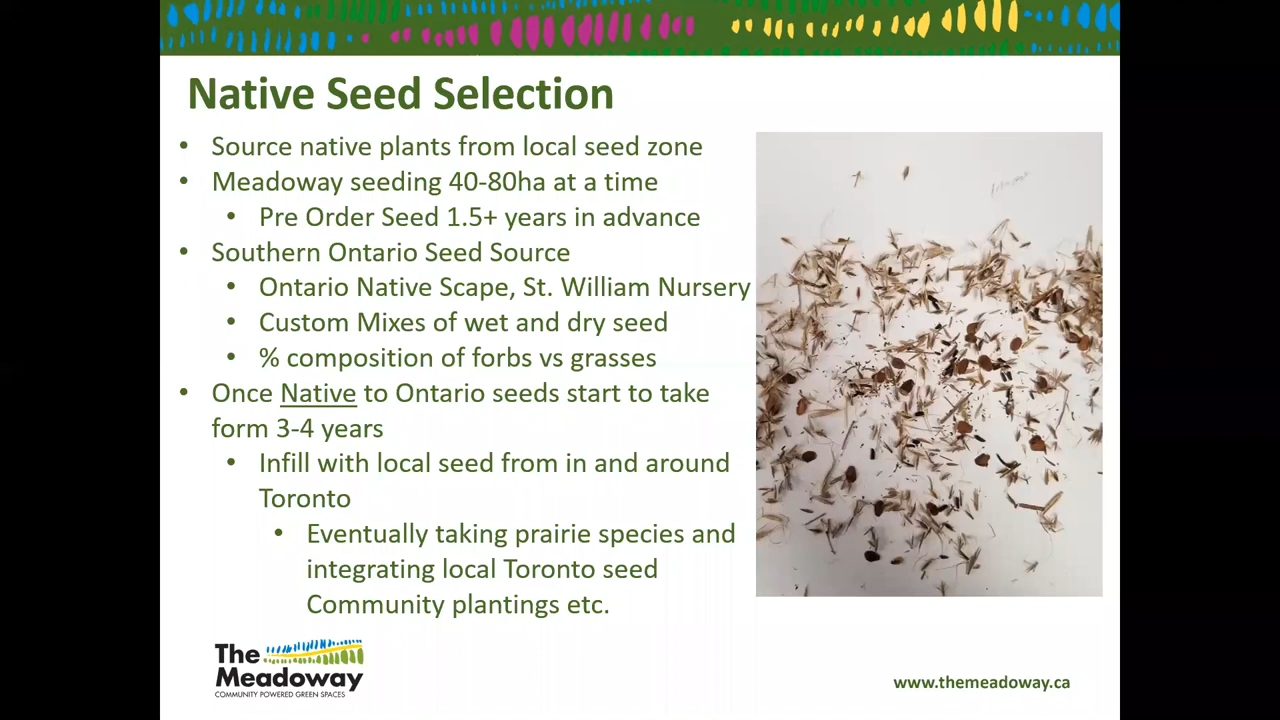 Native Seed Selection
• Source native plants from local seed zone
• Meadoway seeding 40-80ha at a time
• Pre Order Seed 1.5+ years in advance
• Southern Ontario Seed Source
• Ontario Native Scape, St. William Nursery
• Custom Mixes of wet and dry seed
• % composition of forbs vs grasses
• Once Native to Ontario seeds start to take
form 3-4 years
• Infill with local seed from in and around
Toronto
• Eventually taking prairie species and
integrating local Toronto seed
Community plantings etc.
The
Meadoway
COMMUNITY POWERED GREEN SPACES
www.themeadoway.ca